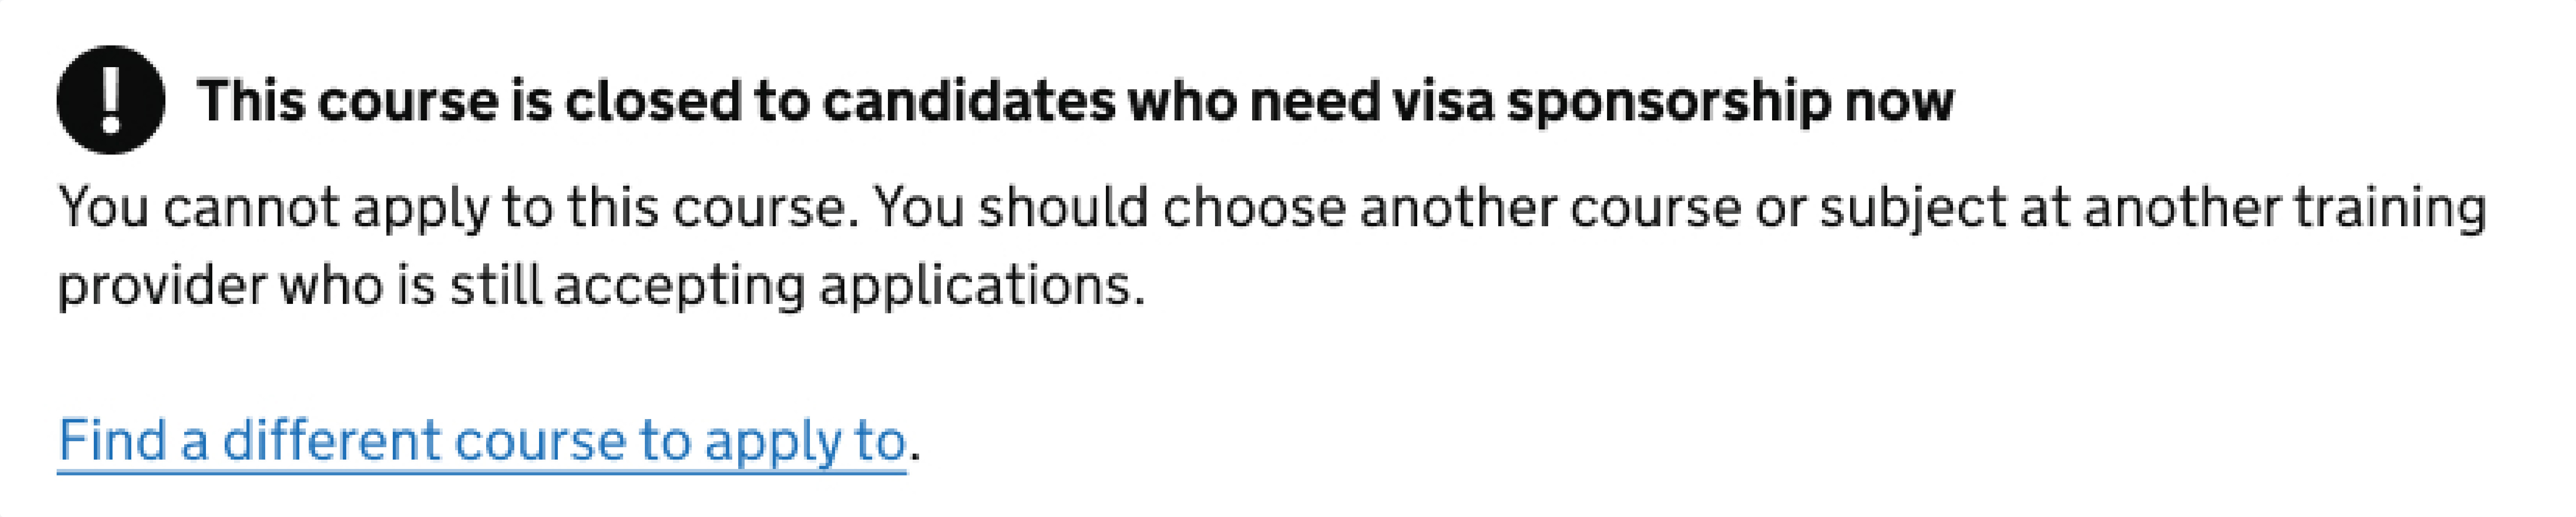 This course is closed to candidates who need visa sponsorship now
You cannot apply to this course. You should choose another course or subject at another training
provider who is still accepting applications.
Find a different course to apply to.